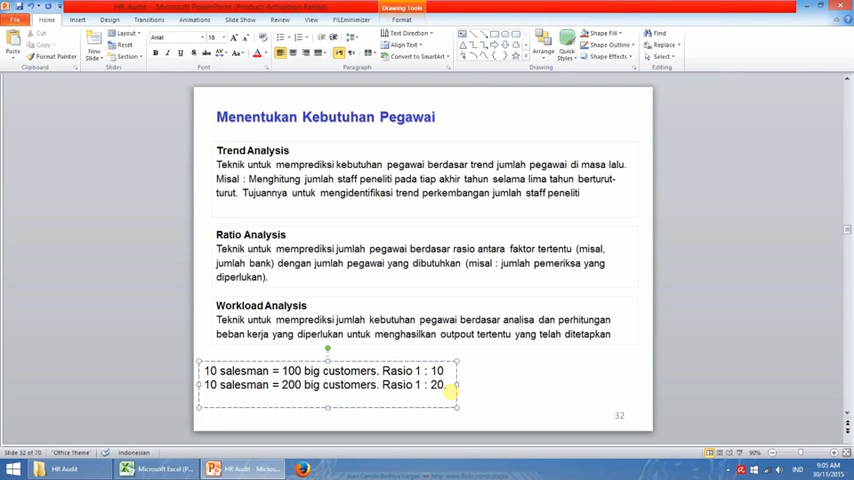 HR Audit - Microsoft PowerPoint (Product Activation Failed)
Drawing Tools
File Home Insert Design Transitions Animations Slide Show Review View FILEminimizer Format
Paste
Cut
Copy
Format Painter
Clipboard
New Slide
Layout
Reset
Section
Slides
Arial
18
Font
Text Direction
Align Text
Convert to SmartArt
Paragraph
Arrange
Quick Styles
Shape Fill
Shape Outline
Shape Effects
Drawing
Find
Replace
Select
Editing
Menentukan Kebutuhan Pegawai
Trend Analysis
Teknik untuk memprediksi kebutuhan pegawai berdasar trend jumlah pegawai di masa lalu.
Misal : Menghitung jumlah staff peneliti pada tiap akhir tahun selama lima tahun berturut-
turut. Tujuannya untuk mengidentifikasi trend perkembangan jumlah staff peneliti
Ratio Analysis
Teknik untuk memprediksi jumlah pegawai berdasar rasio antara faktor tertentu (misal,
jumlah bank) dengan jumlah pegawai yang dibutuhkan (misal : jumlah pemeriksa yang
diperlukan).
Workload Analysis
Teknik untuk memprediksi jumlah kebutuhan pegawai berdasar analisa dan perhitungan
beban kerja yang diperlukan untuk menghasilkan outpout tertentu yang telah ditetapkan
10 salesman = 100 big customers. Rasio 1 : 10
10 salesman = 200 big customers. Rasio 1 : 20.
32
Slide 32 of 70 "Office Theme" Indonesian 90%
HR Audit
Microsoft Excel (P...
HR Audit - Microso...
IND
9:05 AM
30/11/2015